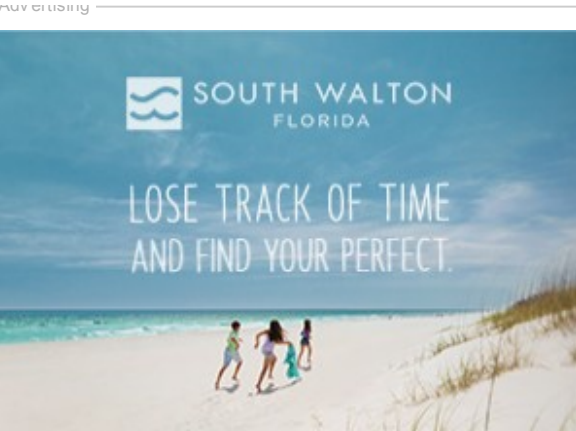 Advertising
SOUTH WALTON
FLORIDA
LOSE TRACK OF TIME
AND FIND YOUR PERFECT.